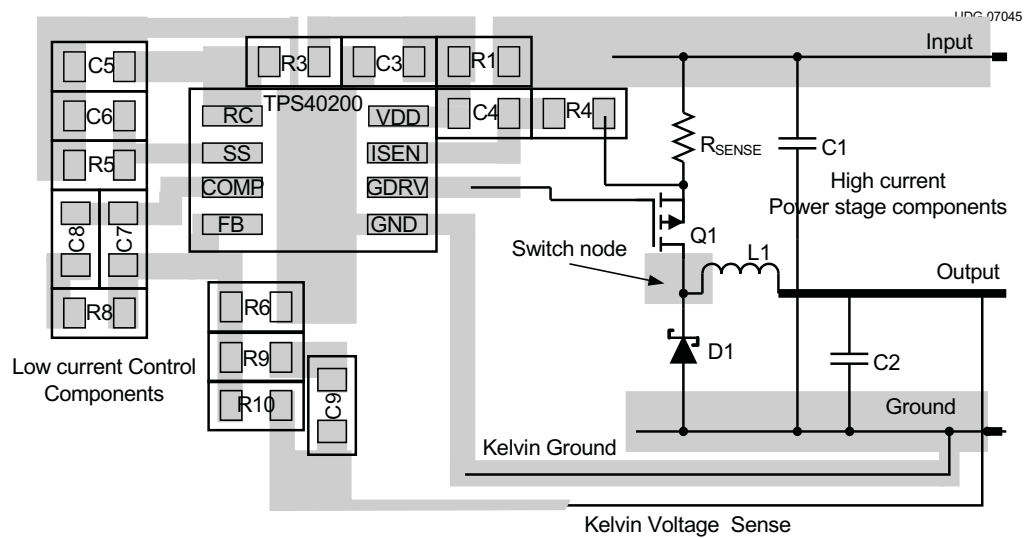 UDG-07045
Input
C5
R3
C3
R1
TPS40200
C6
RC
VDD
C4
R4
R5
SS
ISEN
RSENSE
C1
High current
Power stage components
COMP
GDRV
C8
C7
FB
GND
Q1
Switch node
L1
Output
R8
R6
Low current Control
Components
R9
D1
C2
R10
C9
Ground
Kelvin Ground
Kelvin Voltage Sense